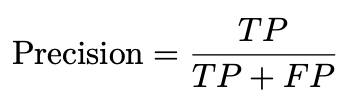 Precision = TP / (TP + FP)